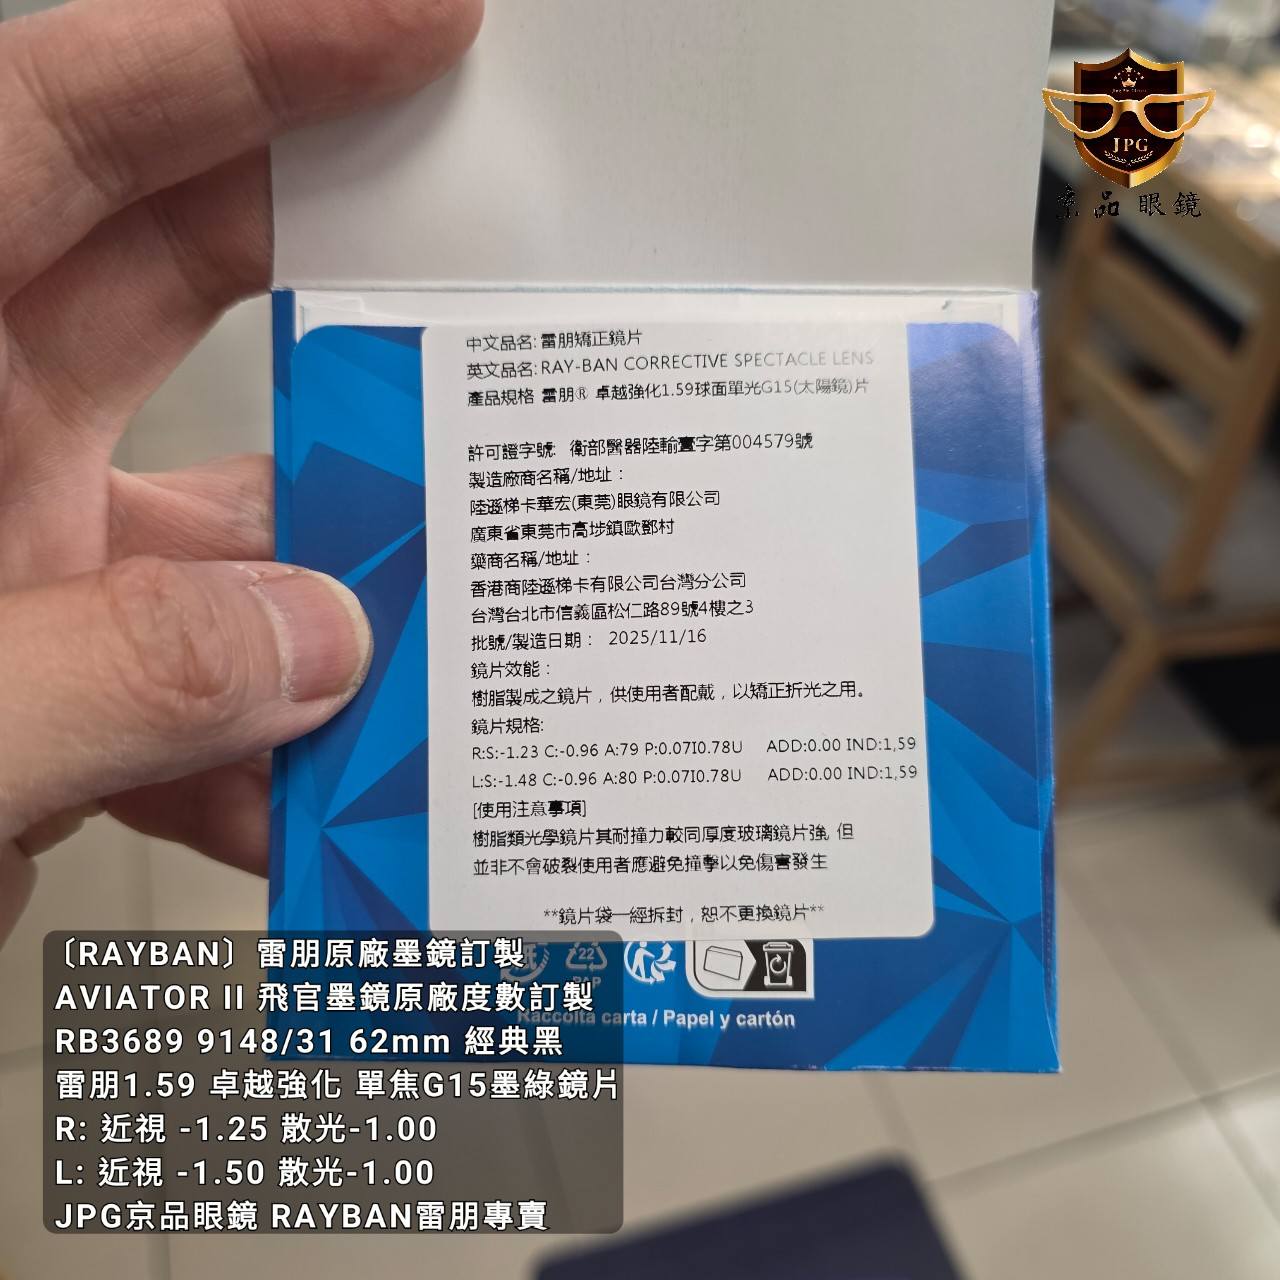 JPG
京品眼鏡
中文品名: 雷朋矯正鏡片
英文品名: RAY-BAN CORRECTIVE SPECTACLE LENS
產品規格 雷朋® 卓越強化1.59球面單光G15(太陽鏡)片
許可證字號: 衛部醫器陸輸壹字第004579號
製造廠商名稱/地址：
陸遜梯卡華宏(東莞)眼鏡有限公司
廣東省東莞市高埗鎮歐鄧村
藥商名稱/地址：
香港商陸遜梯卡有限公司台灣分公司
台灣台北市信義區松仁路89號4樓之3
批號/製造日期： 2025/11/16
鏡片效能：
樹脂製成之鏡片，供使用者配戴，以矯正折光之用。
鏡片規格:
R:S:-1.23 C:-0.96 A:79 P:0.07I0.78U ADD:0.00 IND:1,59
L:S:-1.48 C:-0.96 A:80 P:0.07I0.78U ADD:0.00 IND:1,59
[使用注意事項]
樹脂類光學鏡片其耐撞力較同厚度玻璃鏡片強, 但
並非不會破裂使用者應避免撞擊以免傷害發生
**鏡片袋一經拆封，恕不更換鏡片**
22
PAP
Raccolta carta / Papel y cartón
〔RAYBAN〕雷朋原廠墨鏡訂製
AVIATOR II 飛官墨鏡原廠度數訂製
RB3689 9148/31 62mm 經典黑
雷朋1.59 卓越強化 單焦G15墨綠鏡片
R: 近視 -1.25 散光-1.00
L: 近視 -1.50 散光-1.00
JPG京品眼鏡 RAYBAN雷朋專賣